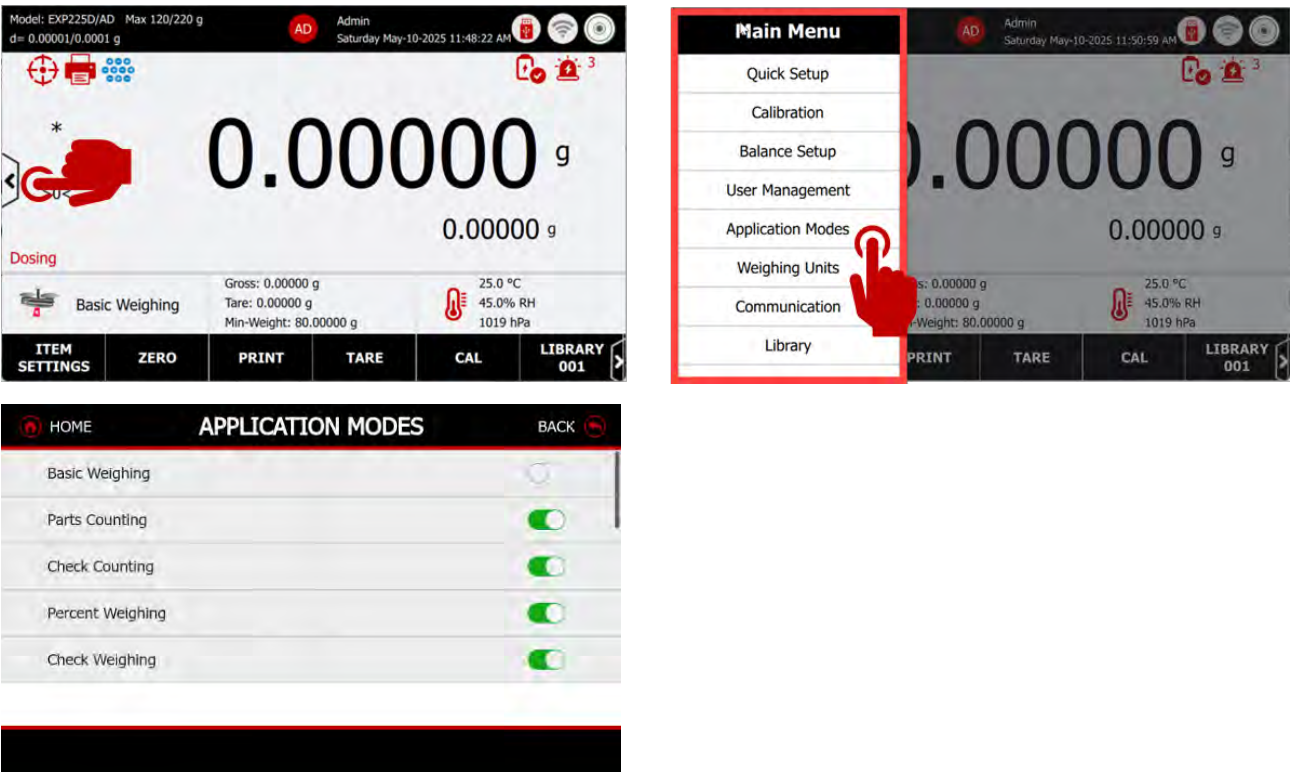 Model: EXP225D/AD Max 120/220 g
d= 0.00001/0.0001 g
AD
Admin
Saturday May-10-2025 11:48:22 AM
3
*
0.00000 g
>0<
0.00000 g
Dosing
Basic Weighing
Gross: 0.00000 g
Tare: 0.00000 g
Min-Weight: 80.00000 g
25.0 °C
45.0% RH
1019 hPa
ITEM SETTINGS
ZERO
PRINT
TARE
CAL
LIBRARY 001
Main Menu
Quick Setup
Calibration
Balance Setup
User Management
Application Modes
Weighing Units
Communication
Library
AD
Admin
Saturday May-10-2025 11:50:59 AM
3
.00000 g
0.00000 g
s: 0.00000 g
: 0.00000 g
-Weight: 80.00000 g
25.0 °C
45.0% RH
1019 hPa
PRINT
TARE
CAL
LIBRARY 001
HOME
APPLICATION MODES
BACK
Basic Weighing
Parts Counting
Check Counting
Percent Weighing
Check Weighing